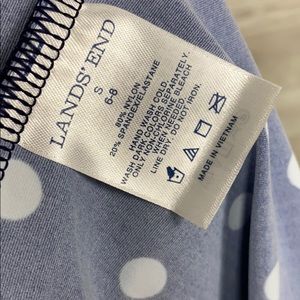 LANDS' END
S
6-8
80% NYLON
20% SPANDEX/ELASTANE
HAND WASH COLD
WASH DARK COLORS SEPARATELY.
ONLY NON-CHLORINE BLEACH
WHEN NEEDED.
LINE DRY. DO NOT IRON
MADE IN VIETNAM